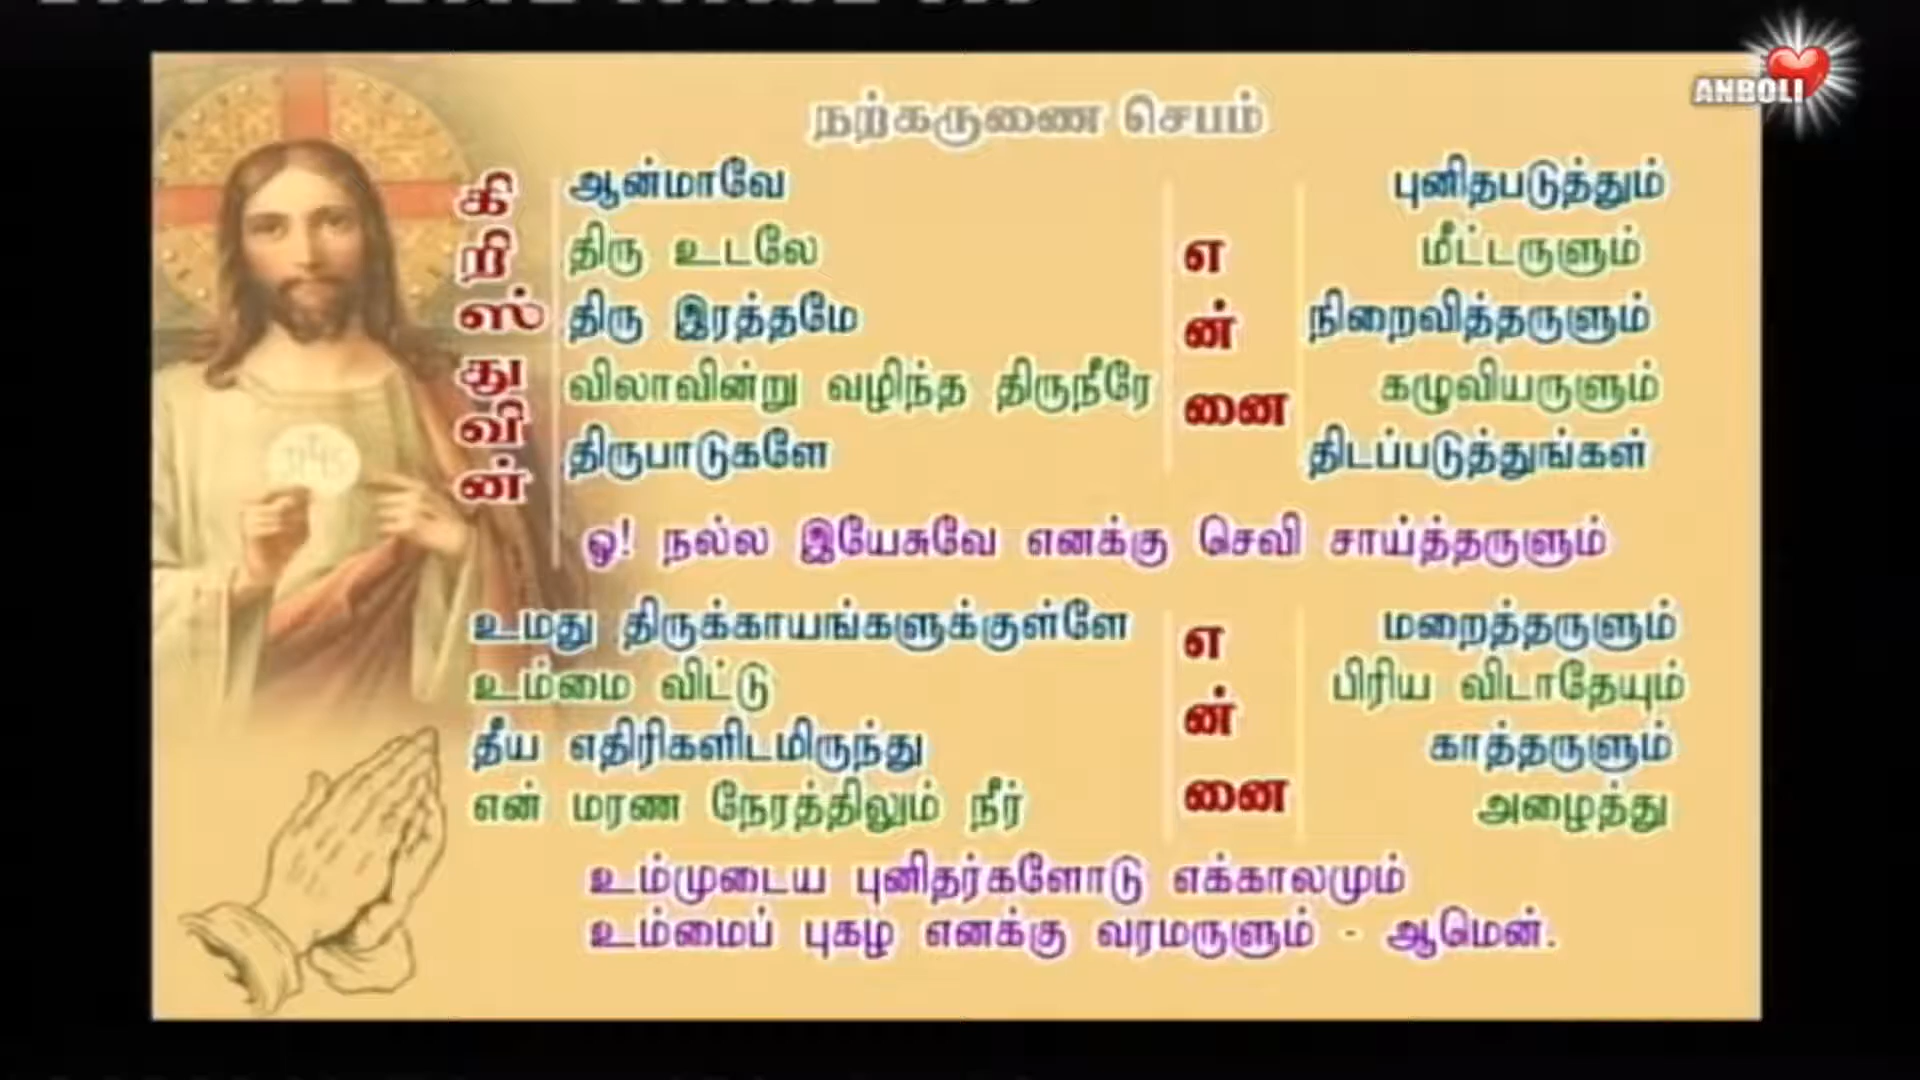 ANBOLI
நற்கருணை செபம்
கிறிஸ்துவின்
ஆன்மாவே
திரு உடலே
திரு இரத்தமே
விலாவின்று வழிந்த திருநீரே
திருபாடுகளே
என்னை
புனிதபடுத்தும்
மீட்டருளும்
நிறைவித்தருளும்
கழுவியருளும்
திடப்படுத்துங்கள்
ஓ! நல்ல இயேசுவே எனக்கு செவி சாய்த்தருளும்
உமது திருக்காயங்களுக்குள்ளே
உம்மை விட்டு
தீய எதிரிகளிடமிருந்து
என் மரண நேரத்திலும் நீர்
என்னை
மறைத்தருளும்
பிரிய விடாதேயும்
காத்தருளும்
அழைத்து
உம்முடைய புனிதர்களோடு எக்காலமும்
உம்மைப் புகழ எனக்கு வரமருளும் - ஆமென்.